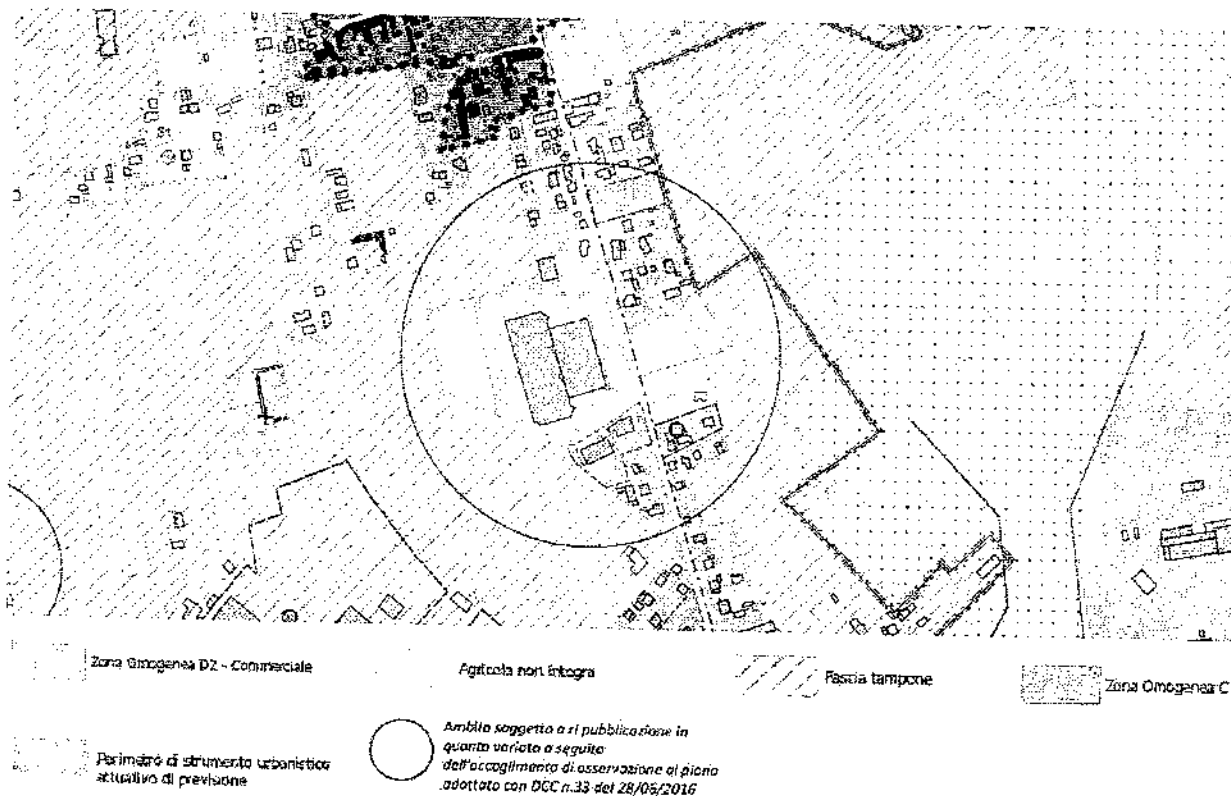 Zona Omogenea D2 - Commerciale
Agricola non integra
Fascia tampone
Zona Omogenea C
Perimetro di strumento urbanistico
attuativo di previsione
Ambito soggetto a ri pubblicazione in
quanto variato a seguito
dell'accoglimento di osservazione al piano
adottato con DCC n.33 del 28/06/2016